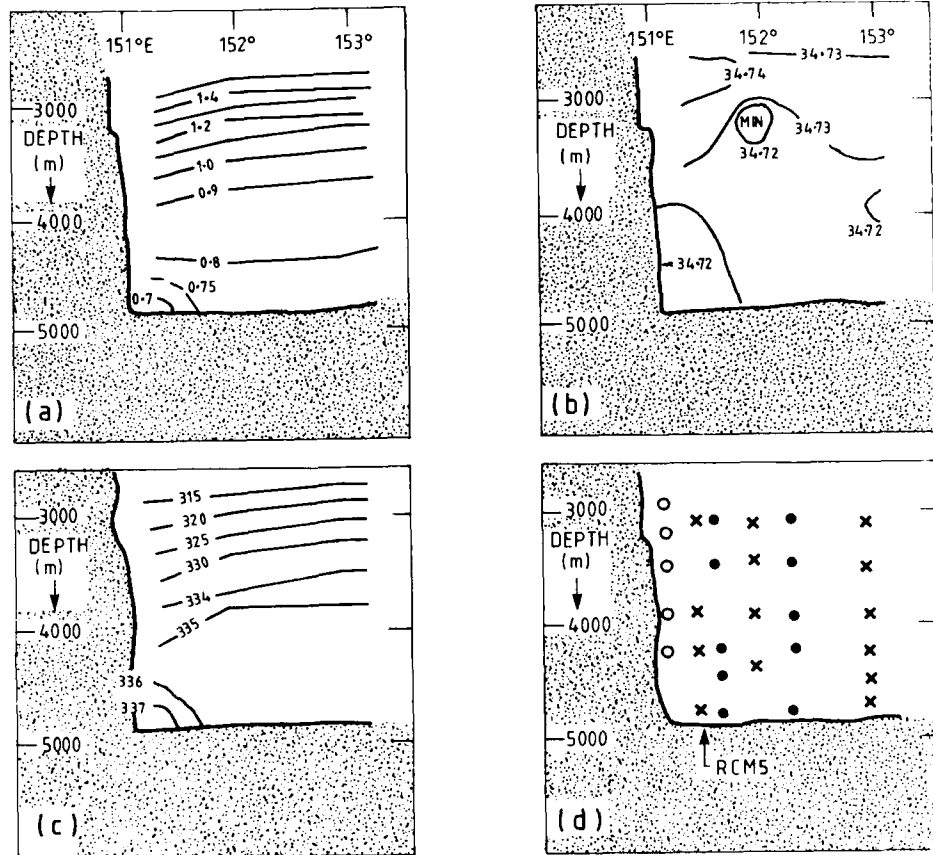 151°E 152° 153°
3000
DEPTH
(m)
4000
5000
1·4
1·2
1·0
0·9
0·8
0·75
0·7
(a)
151°E 152° 153°
3000
DEPTH
(m)
4000
5000
34·73
34·74
MIN
34·73
34·72
34·72
34·72
(b)
3000
DEPTH
(m)
4000
5000
315
320
325
330
334
335
336
337
(c)
3000
DEPTH
(m)
4000
5000
RCM5
(d)